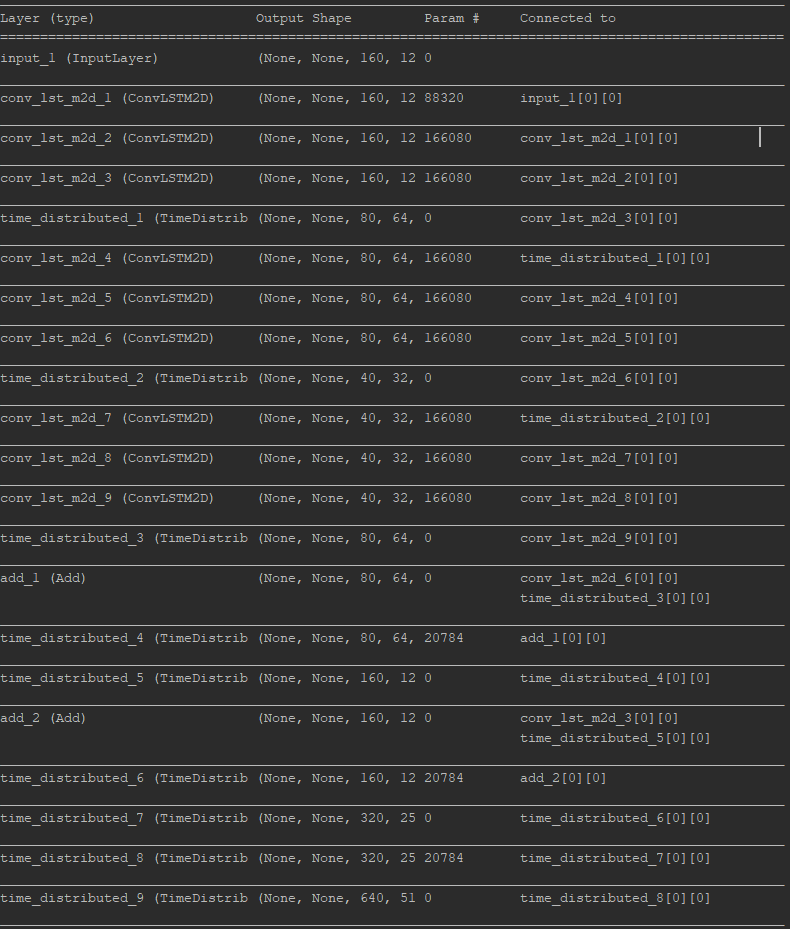 Layer (type) Output Shape Param # Connected to
==================================================================================================
input_1 (InputLayer) (None, None, 160, 12 0
conv_lst_m2d_1 (ConvLSTM2D) (None, None, 160, 12 88320 input_1[0][0]
conv_lst_m2d_2 (ConvLSTM2D) (None, None, 160, 12 166080 conv_lst_m2d_1[0][0]
conv_lst_m2d_3 (ConvLSTM2D) (None, None, 160, 12 166080 conv_lst_m2d_2[0][0]
time_distributed_1 (TimeDistrib (None, None, 80, 64, 0 conv_lst_m2d_3[0][0]
conv_lst_m2d_4 (ConvLSTM2D) (None, None, 80, 64, 166080 time_distributed_1[0][0]
conv_lst_m2d_5 (ConvLSTM2D) (None, None, 80, 64, 166080 conv_lst_m2d_4[0][0]
conv_lst_m2d_6 (ConvLSTM2D) (None, None, 80, 64, 166080 conv_lst_m2d_5[0][0]
time_distributed_2 (TimeDistrib (None, None, 40, 32, 0 conv_lst_m2d_6[0][0]
conv_lst_m2d_7 (ConvLSTM2D) (None, None, 40, 32, 166080 time_distributed_2[0][0]
conv_lst_m2d_8 (ConvLSTM2D) (None, None, 40, 32, 166080 conv_lst_m2d_7[0][0]
conv_lst_m2d_9 (ConvLSTM2D) (None, None, 40, 32, 166080 conv_lst_m2d_8[0][0]
time_distributed_3 (TimeDistrib (None, None, 80, 64, 0 conv_lst_m2d_9[0][0]
add_1 (Add) (None, None, 80, 64, 0 conv_lst_m2d_6[0][0]
time_distributed_3[0][0]
time_distributed_4 (TimeDistrib (None, None, 80, 64, 20784 add_1[0][0]
time_distributed_5 (TimeDistrib (None, None, 160, 12 0 time_distributed_4[0][0]
add_2 (Add) (None, None, 160, 12 0 conv_lst_m2d_3[0][0]
time_distributed_5[0][0]
time_distributed_6 (TimeDistrib (None, None, 160, 12 20784 add_2[0][0]
time_distributed_7 (TimeDistrib (None, None, 320, 25 0 time_distributed_6[0][0]
time_distributed_8 (TimeDistrib (None, None, 320, 25 20784 time_distributed_7[0][0]
time_distributed_9 (TimeDistrib (None, None, 640, 51 0 time_distributed_8[0][0]